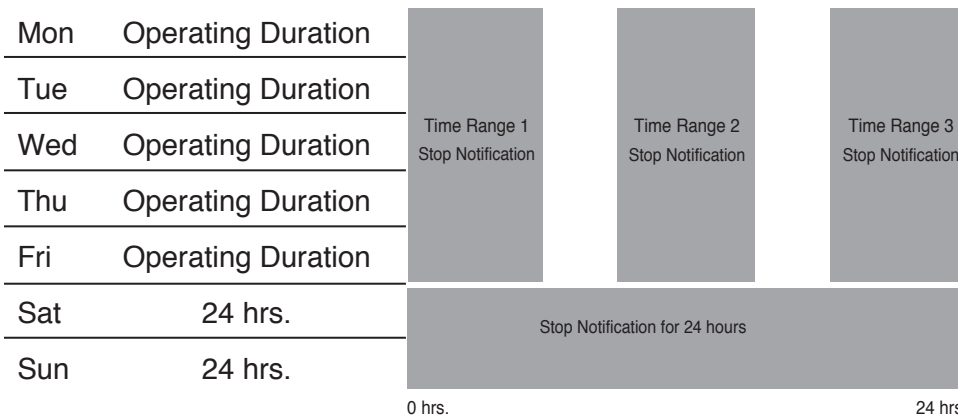 Mon Operating Duration
Tue Operating Duration
Wed Operating Duration
Thu Operating Duration
Fri Operating Duration
Sat 24 hrs.
Sun 24 hrs.
Time Range 1
Stop Notification
Time Range 2
Stop Notification
Time Range 3
Stop Notification
Stop Notification for 24 hours
0 hrs. 24 hrs